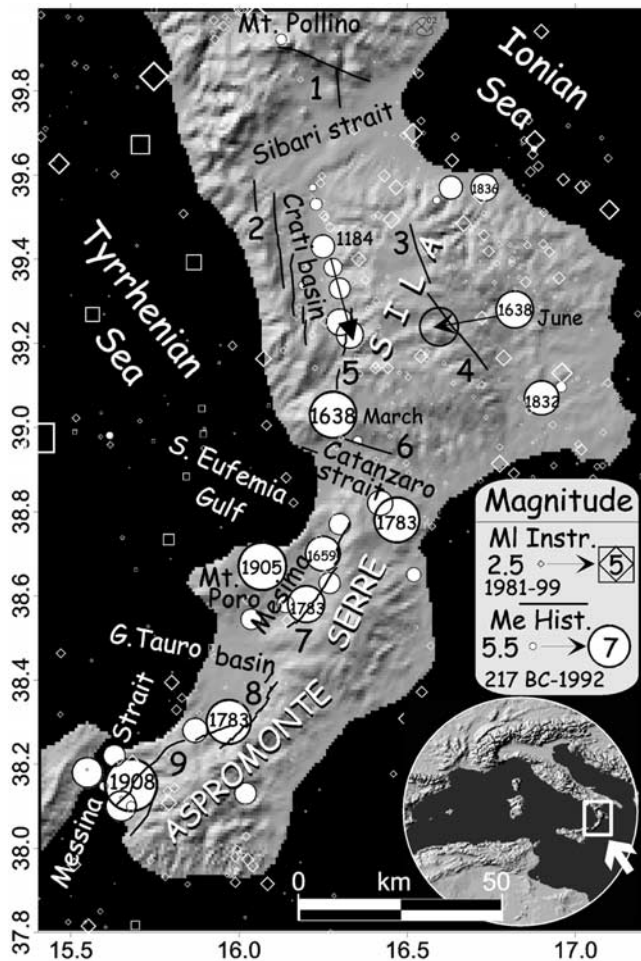 02
Mt. Pollino
Ionian
Sea
39.8
1
Sibari strait
39.6
1836
2
Crati basin
1184
3
39.4
Tyrrhenian
Sea
SILA
1638
June
39.2
5
4
1832
1638
March
39.0
6
Catanzaro
strait
S. Eufemia
Gulf
38.8
1783
Magnitude
Ml Instr.
2.5
5
1981-99
Me Hist.
5.5
7
217 BC-1992
1905
1659
Mt.
Poro
Mesima
38.6
1783
7
SERRE
G.Tauro basin
38.4
8
1783
ASPROMONTE
38.2
9
1908
Messina Strait
38.0
0
km
50
37.8
15.5
16.0
16.5
17.0